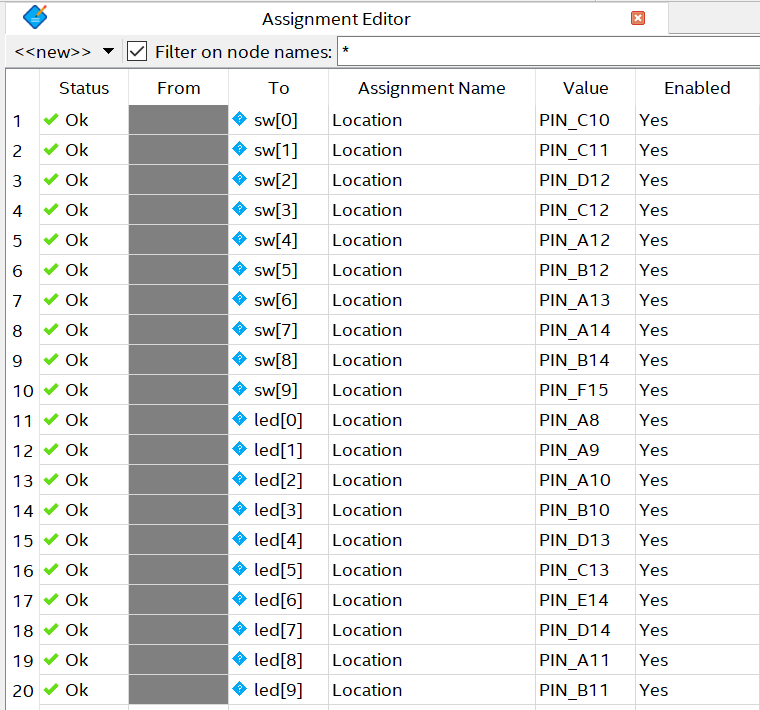 Assignment Editor
<<new>> Filter on node names: *
Status From To Assignment Name Value Enabled
1 Ok sw[0] Location PIN_C10 Yes
2 Ok sw[1] Location PIN_C11 Yes
3 Ok sw[2] Location PIN_D12 Yes
4 Ok sw[3] Location PIN_C12 Yes
5 Ok sw[4] Location PIN_A12 Yes
6 Ok sw[5] Location PIN_B12 Yes
7 Ok sw[6] Location PIN_A13 Yes
8 Ok sw[7] Location PIN_A14 Yes
9 Ok sw[8] Location PIN_B14 Yes
10 Ok sw[9] Location PIN_F15 Yes
11 Ok led[0] Location PIN_A8 Yes
12 Ok led[1] Location PIN_A9 Yes
13 Ok led[2] Location PIN_A10 Yes
14 Ok led[3] Location PIN_B10 Yes
15 Ok led[4] Location PIN_D13 Yes
16 Ok led[5] Location PIN_C13 Yes
17 Ok led[6] Location PIN_E14 Yes
18 Ok led[7] Location PIN_D14 Yes
19 Ok led[8] Location PIN_A11 Yes
20 Ok led[9] Location PIN_B11 Yes